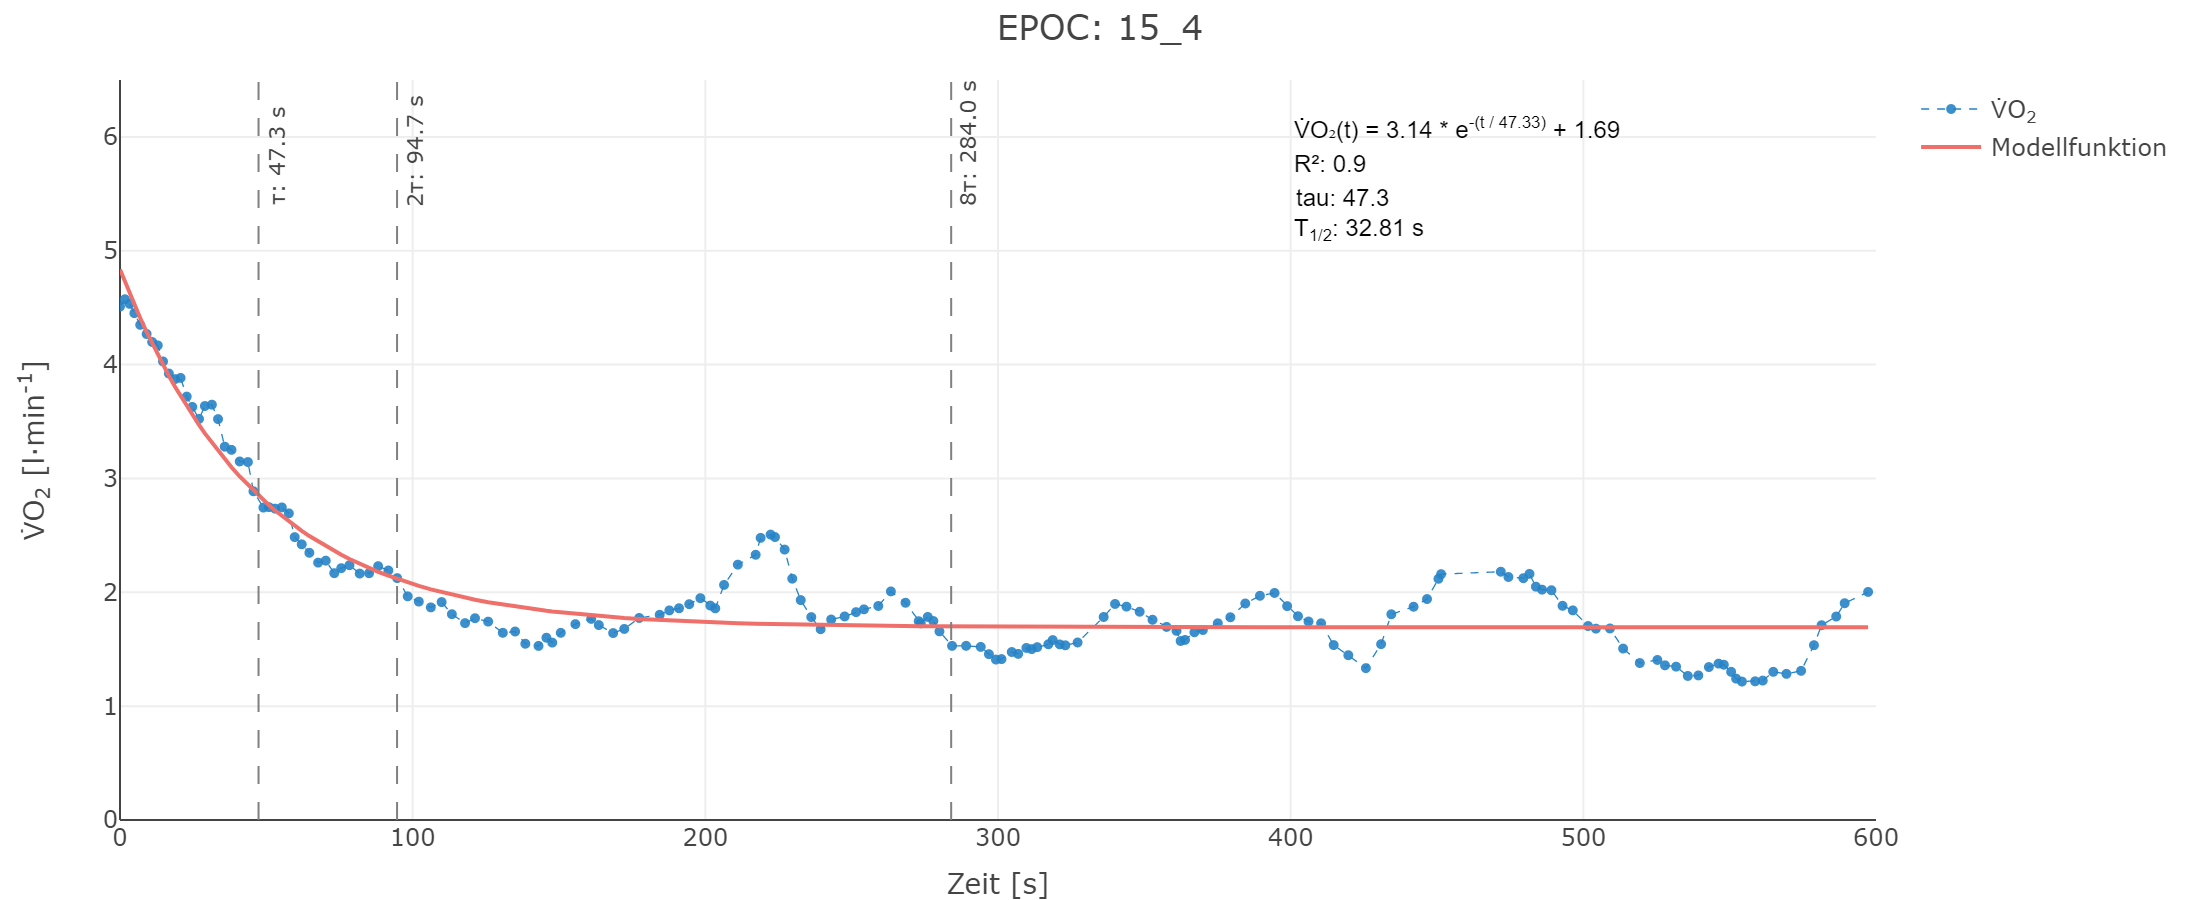 EPOC: 15_4
τ: 47.3 s
2τ: 94.7 s
8τ: 284.0 s
V̇O₂(t) = 3.14 * e^-(t / 47.33) + 1.69
R²: 0.9
tau: 47.3
T1/2: 32.81 s
V̇O₂
Modellfunktion
V̇O₂ [l·min⁻¹]
6
5
4
3
2
1
0
0 100 200 300 400 500 600
Zeit [s]